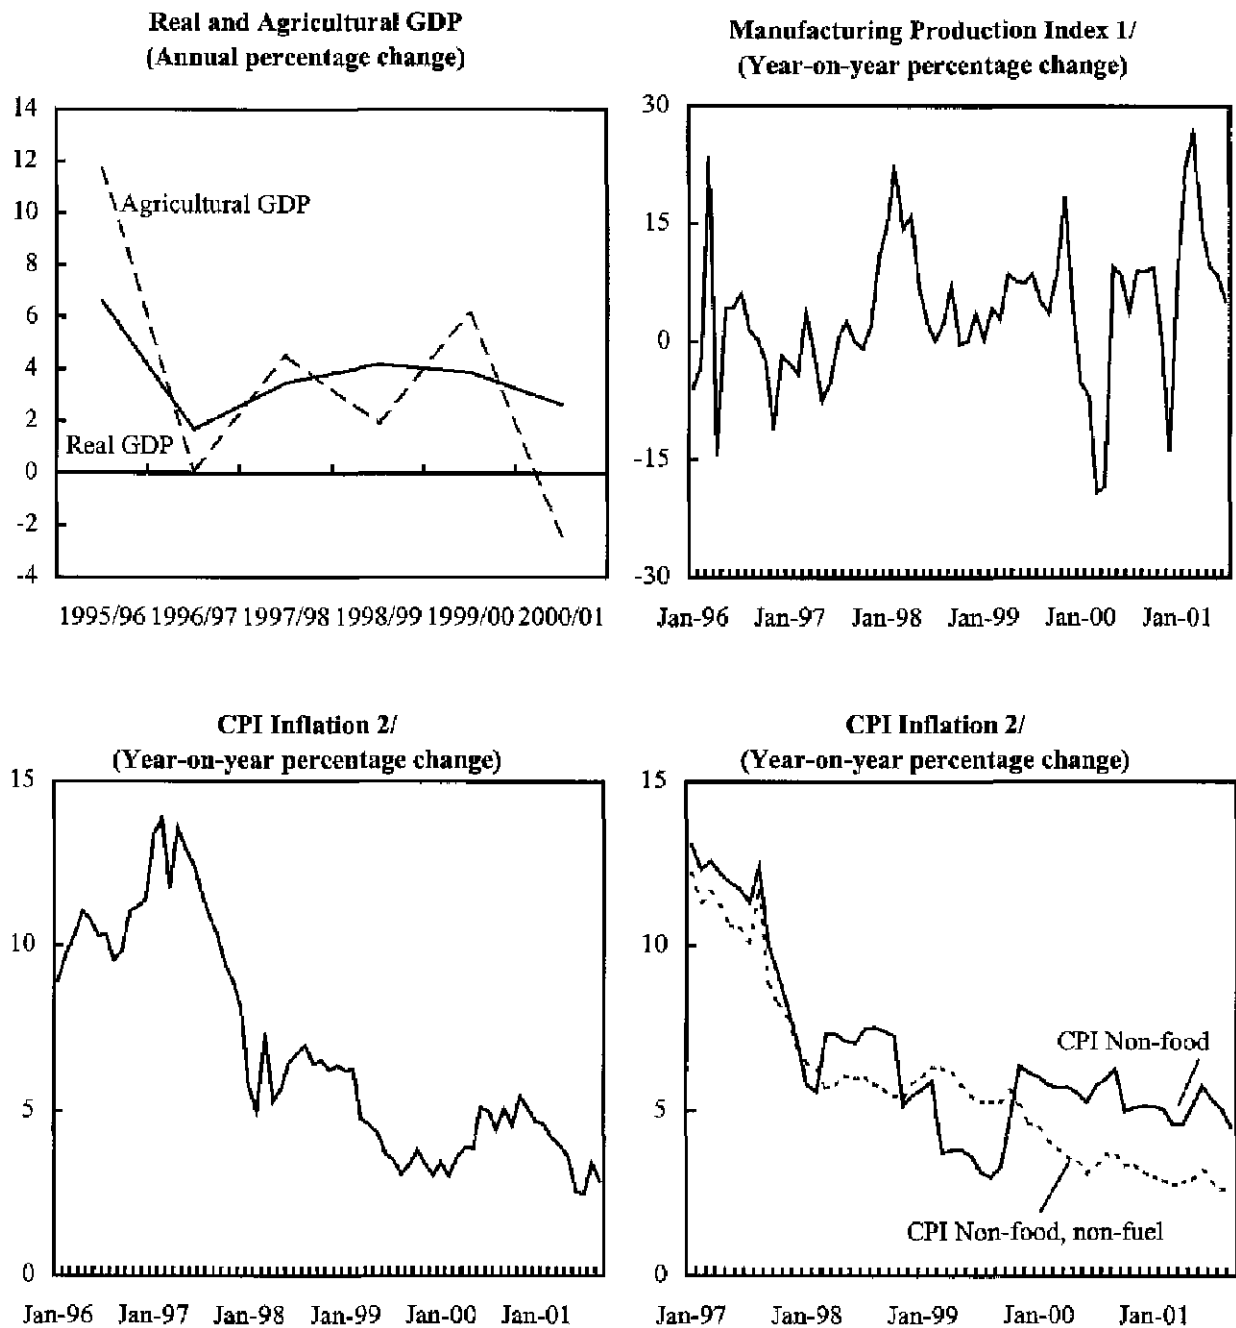 Real and Agricultural GDP
(Annual percentage change)
14
12
10
8
6
4
2
0
-2
-4
Agricultural GDP
Real GDP
1995/96 1996/97 1997/98 1998/99 1999/00 2000/01
Manufacturing Production Index 1/
(Year-on-year percentage change)
30
15
0
-15
-30
Jan-96 Jan-97 Jan-98 Jan-99 Jan-00 Jan-01
CPI Inflation 2/
(Year-on-year percentage change)
15
10
5
0
Jan-96 Jan-97 Jan-98 Jan-99 Jan-00 Jan-01
CPI Inflation 2/
(Year-on-year percentage change)
15
10
5
0
CPI Non-food
CPI Non-food, non-fuel
Jan-97 Jan-98 Jan-99 Jan-00 Jan-01